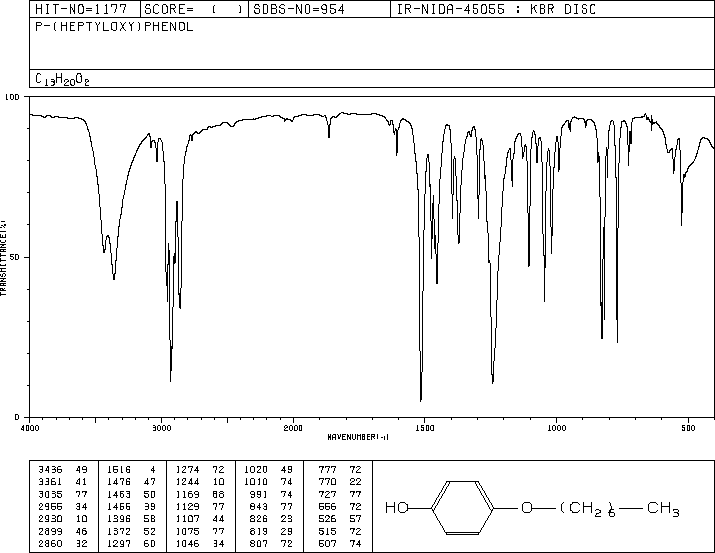 HIT-NO=1177 SCORE= ( ) SDBS-NO=954 IR-NIDA-45055 : KBR DISC
P-(HEPTYLOXY)PHENOL
C13H20O2
100
50
0
TRANSMITTANCE(%)
4000 3000 2000 1500 1000 500
WAVENUMBER(-1)
3436 49 1516 4 1274 72 1020 49 777 72
3361 41 1476 47 1244 10 1010 74 770 22
3035 77 1463 50 1169 68 991 74 727 77
2955 34 1455 39 1129 77 843 77 556 72
2930 10 1396 58 1107 44 826 23 526 57
2899 46 1372 52 1075 77 819 29 515 72
2860 32 1297 60 1046 34 807 72 507 74
HO O (CH2)6 CH3